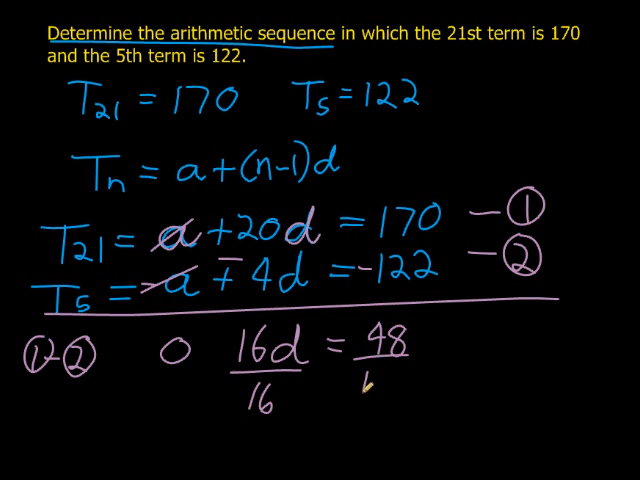 Determine the arithmetic sequence in which the 21st term is 170
and the 5th term is 122.
T21 = 170 T5 = 122
Tn = a + (n-1)d
T21 = a + 20d = 170 - ①
T5 = -a + 4d = -122 - ②
①-② 0 16d = 48
16